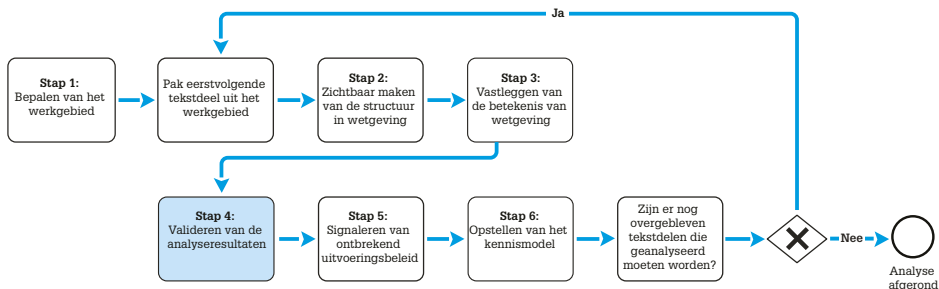 Ja
Stap 1:
Bepalen van het
werkgebied
Pak eerstvolgende
tekstdeel uit het
werkgebied
Stap 2:
Zichtbaar maken
van de structuur
in wetgeving
Stap 3:
Vastleggen van
de betekenis van
wetgeving
Stap 4:
Valideren van de
analyseresultaten
Stap 5:
Signaleren van
ontbrekend
uitvoeringsbeleid
Stap 6:
Opstellen van het
kennismodel
Zijn er nog
overgebleven
tekstdelen die
geanalyseerd
moeten worden?
Nee
Analyse
afgerond